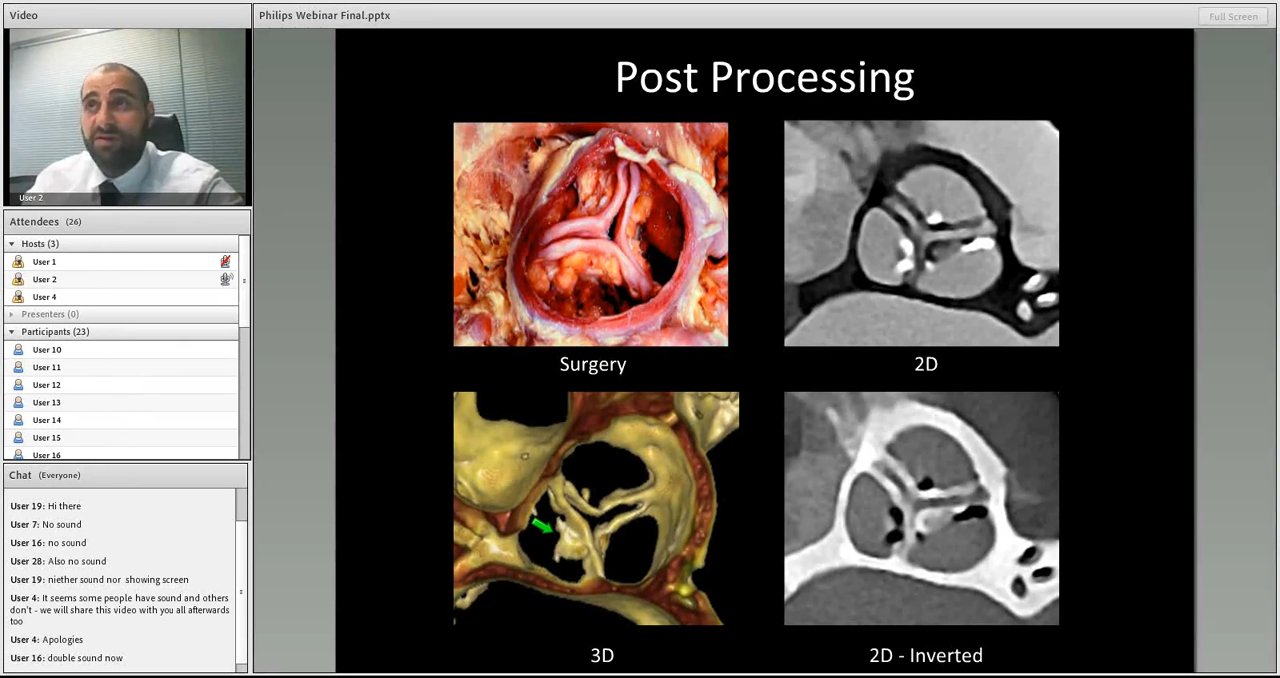 Video
Philips Webinar Final.pptx
Full Screen
User 2
Attendees (26)
Hosts (3)
User 1
User 2
User 4
Presenters (0)
Participants (23)
User 10
User 11
User 12
User 13
User 14
User 15
User 16
Chat (Everyone)
User 19: Hi there
User 7: No sound
User 16: no sound
User 28: Also no sound
User 19: niether sound nor showing screen
User 4: It seems some people have sound and others
don't - we will share this video with you all afterwards
too
User 4: Apologies
User 16: double sound now
Post Processing
Surgery
2D
3D
2D - Inverted